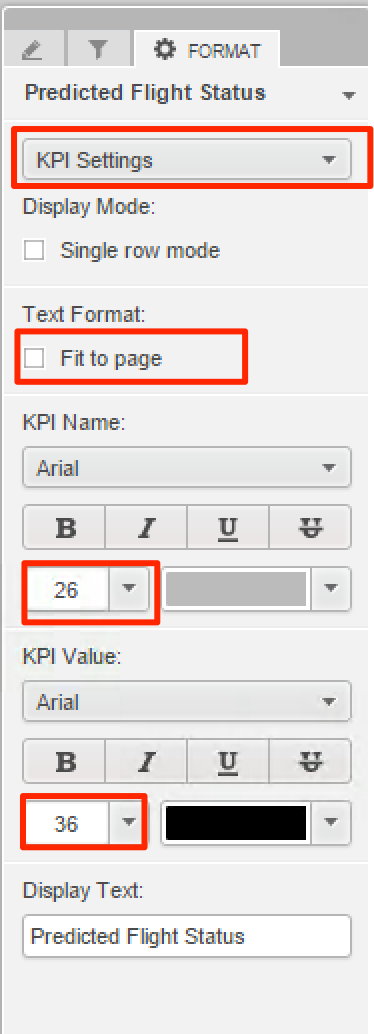 FORMAT
Predicted Flight Status
KPI Settings
Display Mode:
Single row mode
Text Format:
Fit to page
KPI Name:
Arial
B I U U
26
KPI Value:
Arial
B I U U
36
Display Text:
Predicted Flight Status